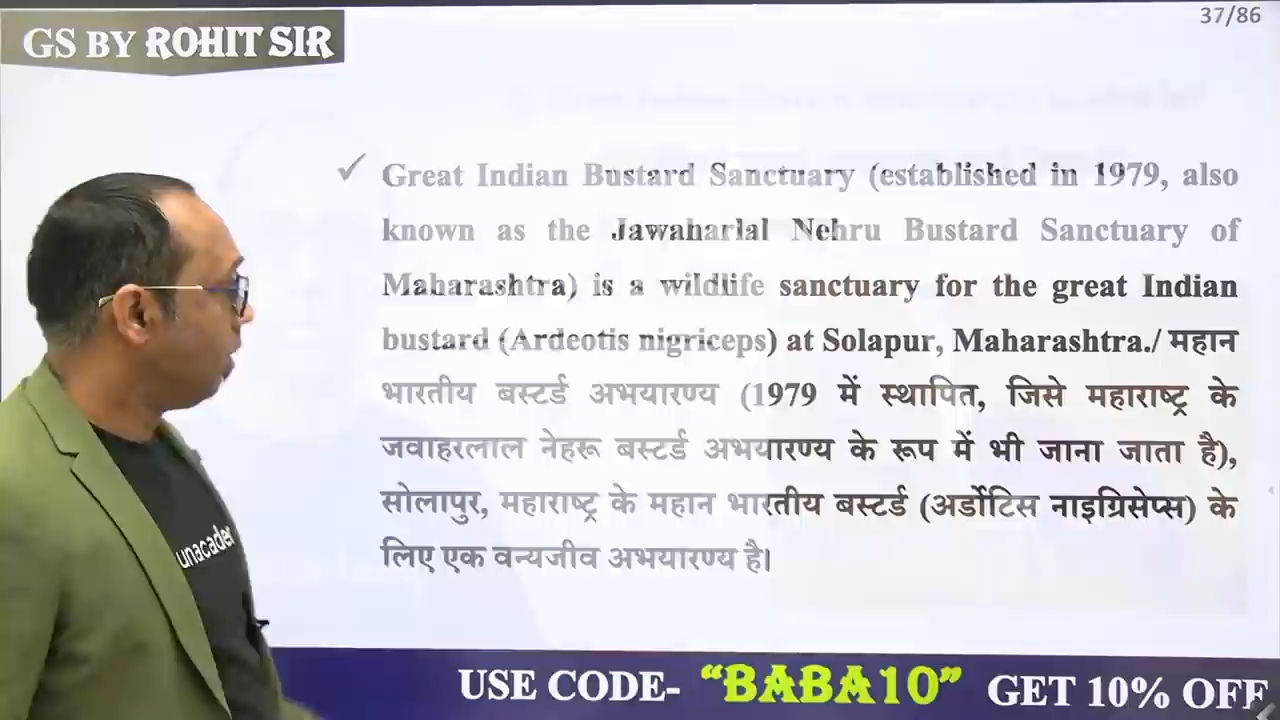 GS BY ROHIT SIR
37/86
✓ Great Indian Bustard Sanctuary (established in 1979, also
known as the Jawaharlal Nehru Bustard Sanctuary of
Maharashtra) is a wildlife sanctuary for the great Indian
bustard (Ardeotis nigriceps) at Solapur, Maharashtra./ महान
भारतीय बस्टर्ड अभयारण्य (1979 में स्थापित, जिसे महाराष्ट्र के
जवाहरलाल नेहरू बस्टर्ड अभयारण्य के रूप में भी जाना जाता है),
सोलापुर, महाराष्ट्र के महान भारतीय बस्टर्ड (अर्डोटिस नाइग्रिसेप्स) के
लिए एक वन्यजीव अभयारण्य है।
unacade
USE CODE- “BABA10” GET 10% OFF